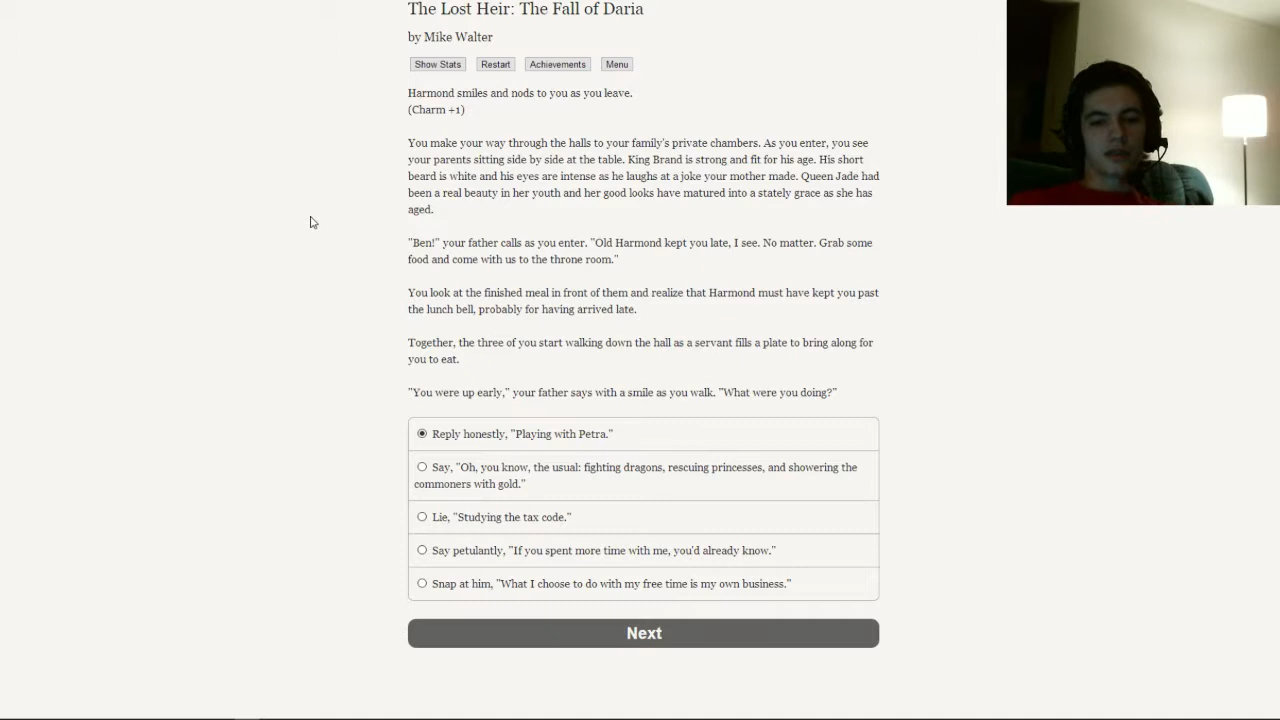 The Lost Heir: The Fall of Daria
by Mike Walter
Show Stats Restart Achievements Menu
Harmond smiles and nods to you as you leave.
(Charm +1)
You make your way through the halls to your family's private chambers. As you enter, you see
your parents sitting side by side at the table. King Brand is strong and fit for his age. His short
beard is white and his eyes are intense as he laughs at a joke your mother made. Queen Jade had
been a real beauty in her youth and her good looks have matured into a stately grace as she has
aged.
"Ben!" your father calls as you enter. "Old Harmond kept you late, I see. No matter. Grab some
food and come with us to the throne room."
You look at the finished meal in front of them and realize that Harmond must have kept you past
the lunch bell, probably for having arrived late.
Together, the three of you start walking down the hall as a servant fills a plate to bring along for
you to eat.
"You were up early," your father says with a smile as you walk. "What were you doing?"
Reply honestly, "Playing with Petra."
Say, "Oh, you know, the usual: fighting dragons, rescuing princesses, and showering the
commoners with gold."
Lie, "Studying the tax code."
Say petulantly, "If you spent more time with me, you'd already know."
Snap at him, "What I choose to do with my free time is my own business."
Next